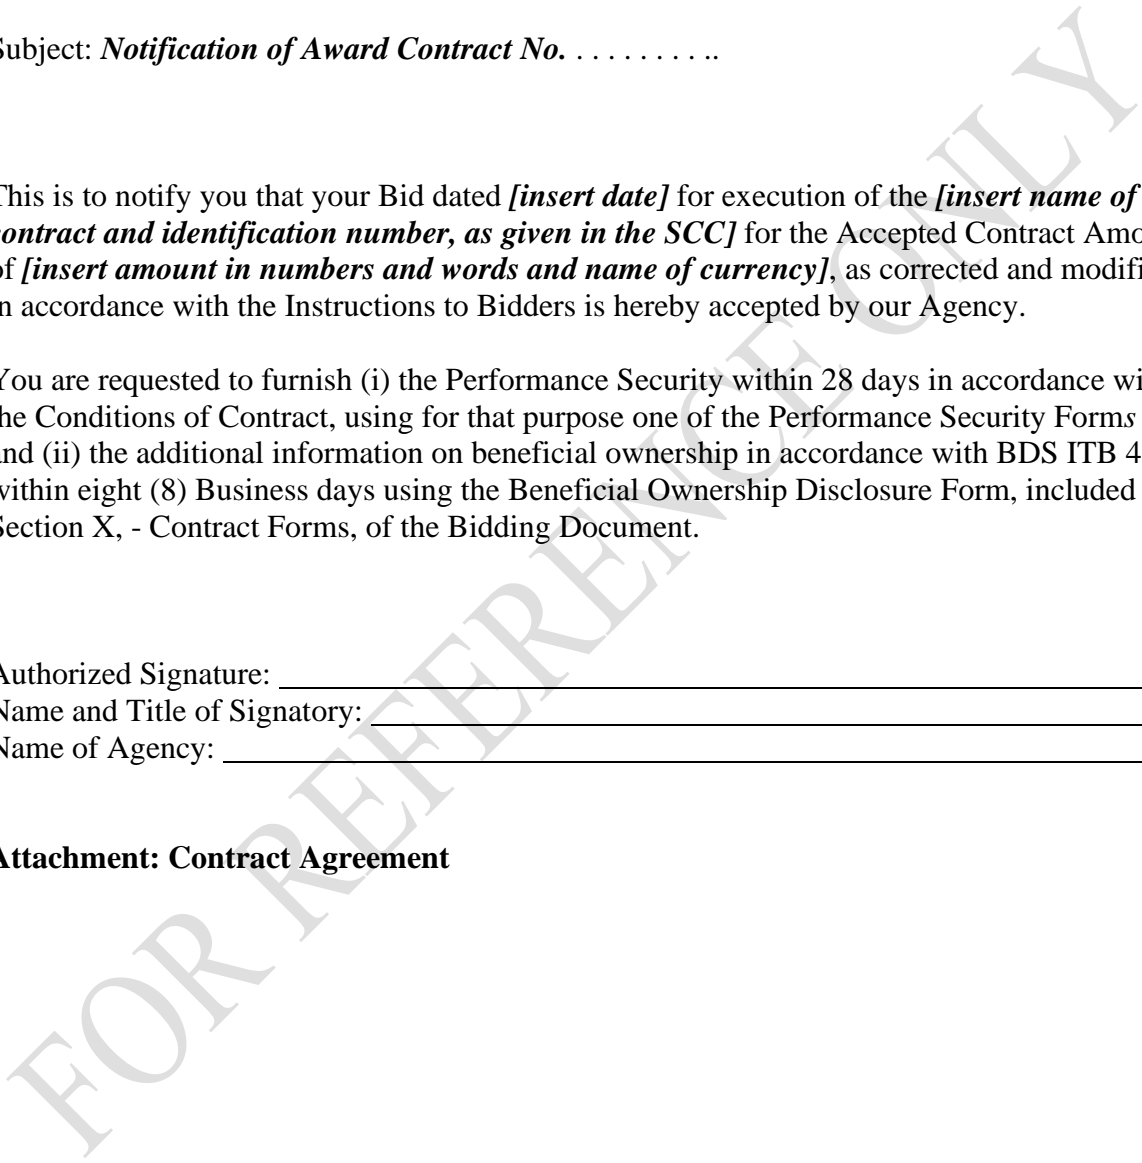 Subject: Notification of Award Contract No. . . . . . . . . ..
This is to notify you that your Bid dated [insert date] for execution of the [insert name of
contract and identification number, as given in the SCC] for the Accepted Contract Amo
of [insert amount in numbers and words and name of currency], as corrected and modifi
in accordance with the Instructions to Bidders is hereby accepted by our Agency.
You are requested to furnish (i) the Performance Security within 28 days in accordance wi
the Conditions of Contract, using for that purpose one of the Performance Security Forms
and (ii) the additional information on beneficial ownership in accordance with BDS ITB 4
within eight (8) Business days using the Beneficial Ownership Disclosure Form, included
Section X, - Contract Forms, of the Bidding Document.
Authorized Signature:
Name and Title of Signatory:
Name of Agency:
Attachment: Contract Agreement
FOR REFERENCE ONLY